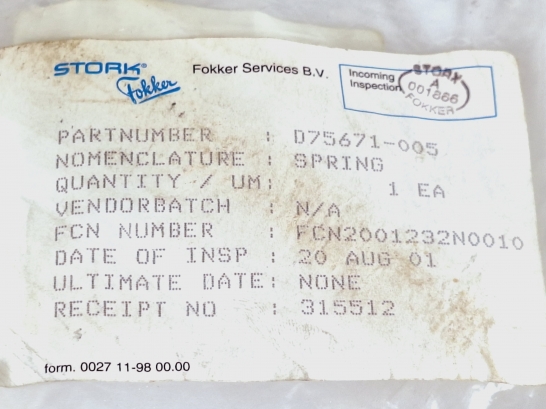 STORK®
Fokker
Fokker Services B.V.
Incoming Inspection
STORK
A
001866
FOKKER
PARTNUMBER : D75671-005
NOMENCLATURE : SPRING
QUANTITY / UM: 1 EA
VENDORBATCH : N/A
FCN NUMBER : FCN2001232N0010
DATE OF INSP : 20 AUG 01
ULTIMATE DATE: NONE
RECEIPT NO : 315512
form. 0027 11-98 00.00